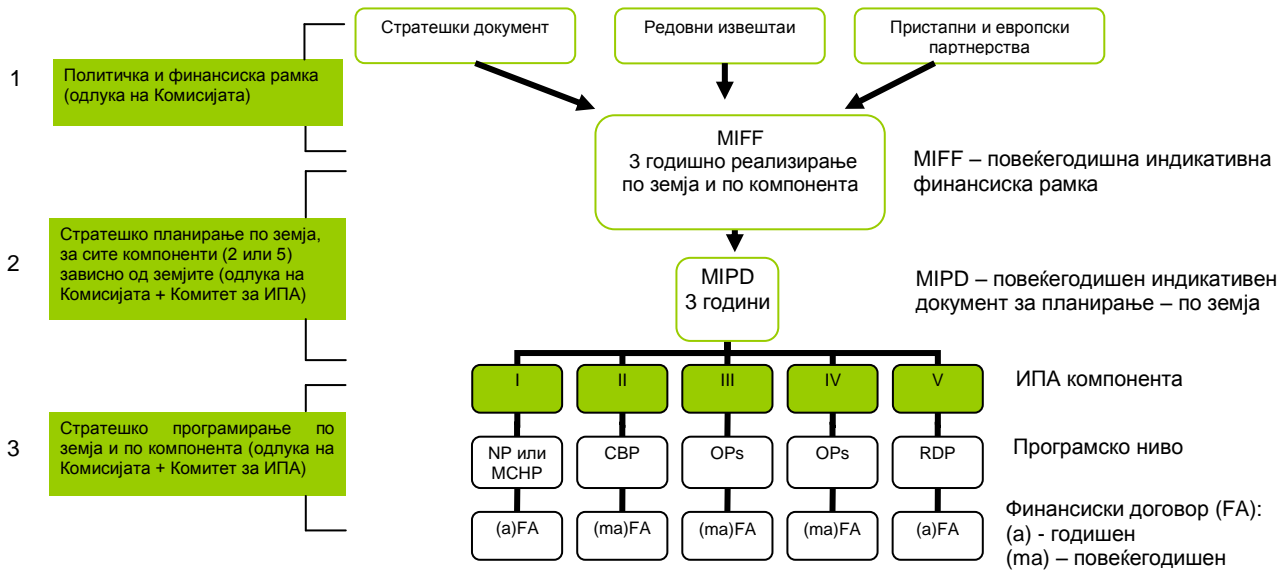 Стратешки документ
Редовни извештаи
Пристапни и европски
партнерства
1
Политичка и финансиска рамка
(одлука на Комисијата)
MIFF
3 годишно реализирање
по земја и по компонента
MIFF – повеќегодишна индикативна
финансиска рамка
2
Стратешко планирање по земја,
за сите компоненти (2 или 5)
зависно од земјите (одлука на
Комисијата + Комитет за ИПА)
MIPD
3 години
MIPD – повеќегодишен индикативен
документ за планирање – по земја
I
II
III
IV
V
ИПА компонента
3
Стратешко програмирање по
земја и по компонента (одлука на
Комисијата + Комитет за ИПА)
NP или
MCHP
CBP
OPs
OPs
RDP
Програмско ниво
(a)FA
(ma)FA
(ma)FA
(ma)FA
(a)FA
Финансиски договор (FA):
(a) - годишен
(ma) – повеќегодишен